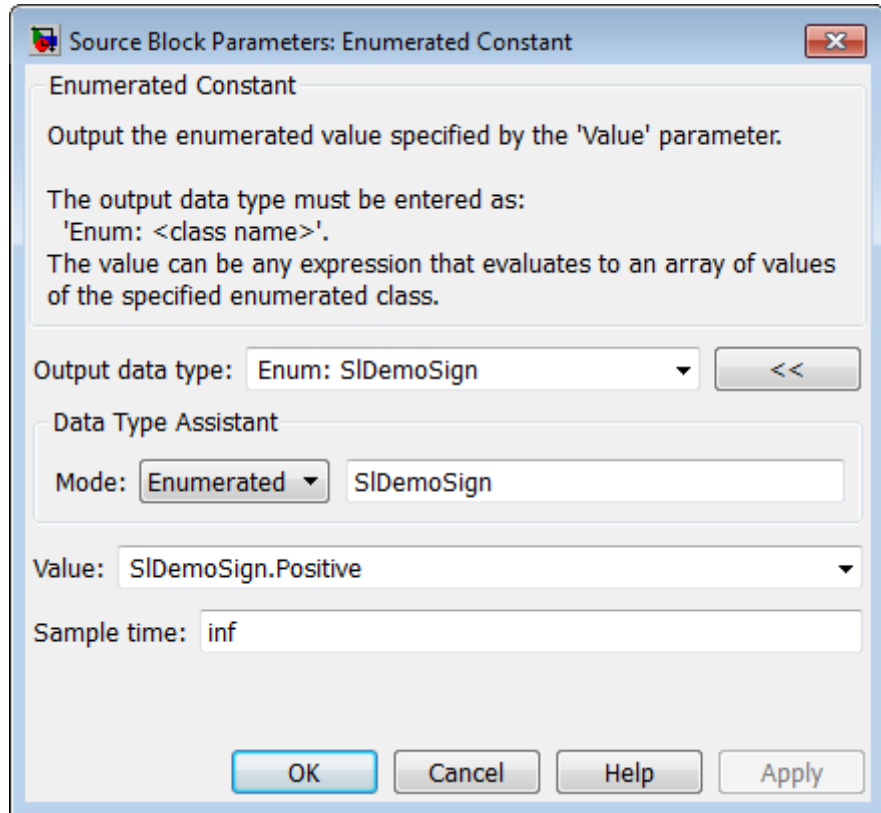 Source Block Parameters: Enumerated Constant
Enumerated Constant
Output the enumerated value specified by the 'Value' parameter.
The output data type must be entered as:
'Enum: <class name>'.
The value can be any expression that evaluates to an array of values
of the specified enumerated class.
Output data type: Enum: SlDemoSign <<
Data Type Assistant
Mode: Enumerated SlDemoSign
Value: SlDemoSign.Positive
Sample time: inf
OK Cancel Help Apply